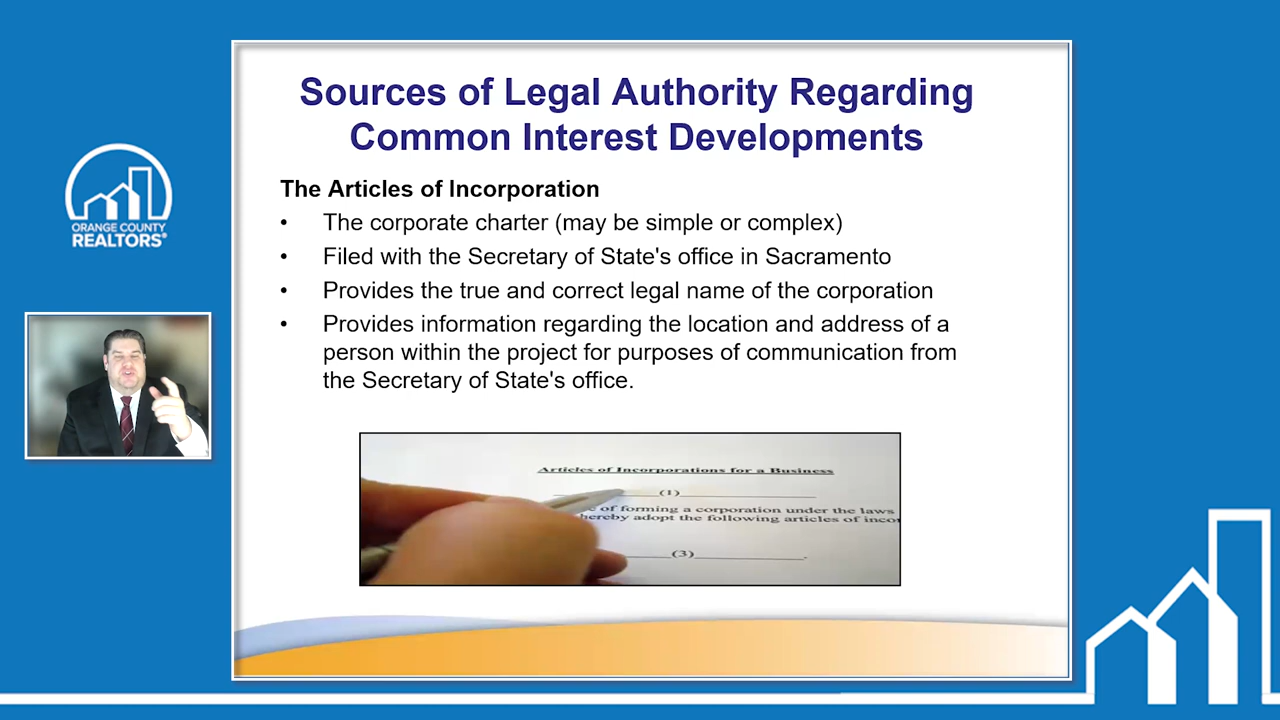 Sources of Legal Authority Regarding
Common Interest Developments
The Articles of Incorporation
• The corporate charter (may be simple or complex)
• Filed with the Secretary of State's office in Sacramento
• Provides the true and correct legal name of the corporation
• Provides information regarding the location and address of a
person within the project for purposes of communication from
the Secretary of State's office.
ORANGE COUNTY
REALTORS®
Articles of Incorporations for a Business
(1)
of forming a corporation under the laws
hereby adopt the following articles of
(3)